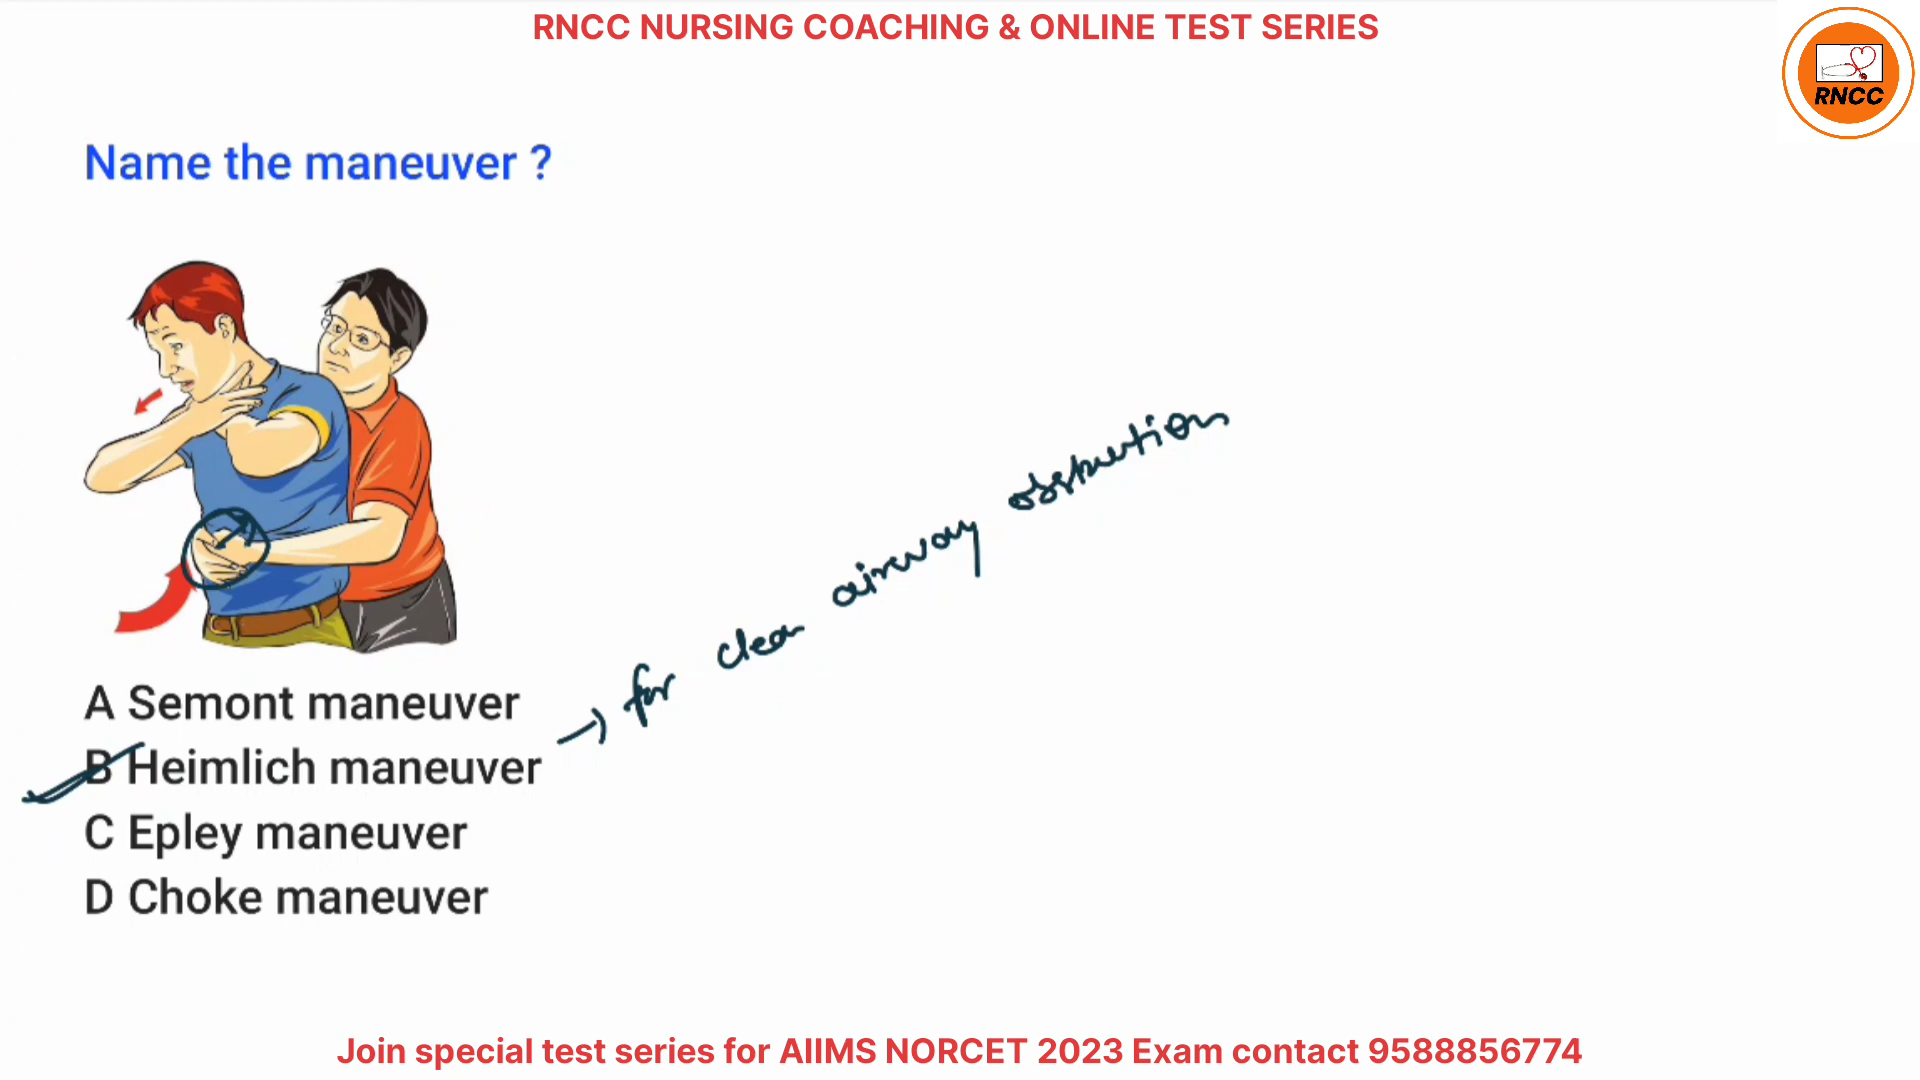 RNCC NURSING COACHING & ONLINE TEST SERIES
RNCC
Name the maneuver ?
A Semont maneuver
B Heimlich maneuver → for clear airway obstruction
C Epley maneuver
D Choke maneuver
Join special test series for AIIMS NORCET 2023 Exam contact 9588856774